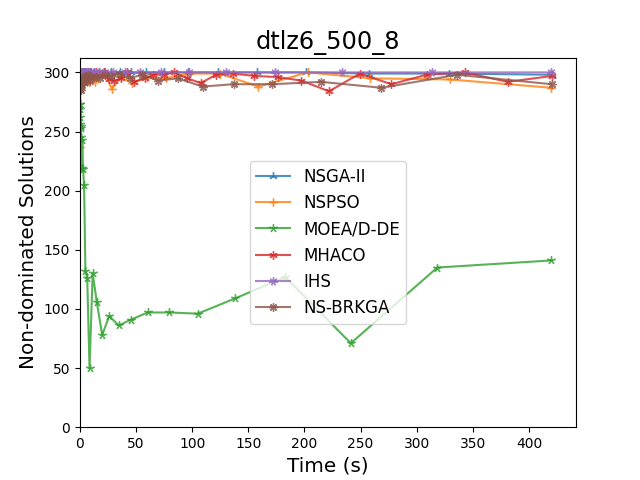 dtlz6_500_8
Non-dominated Solutions
300
250
200
150
100
50
0
NSGA-II
NSPSO
MOEA/D-DE
MHACO
IHS
NS-BRKGA
0 50 100 150 200 250 300 350 400
Time (s)